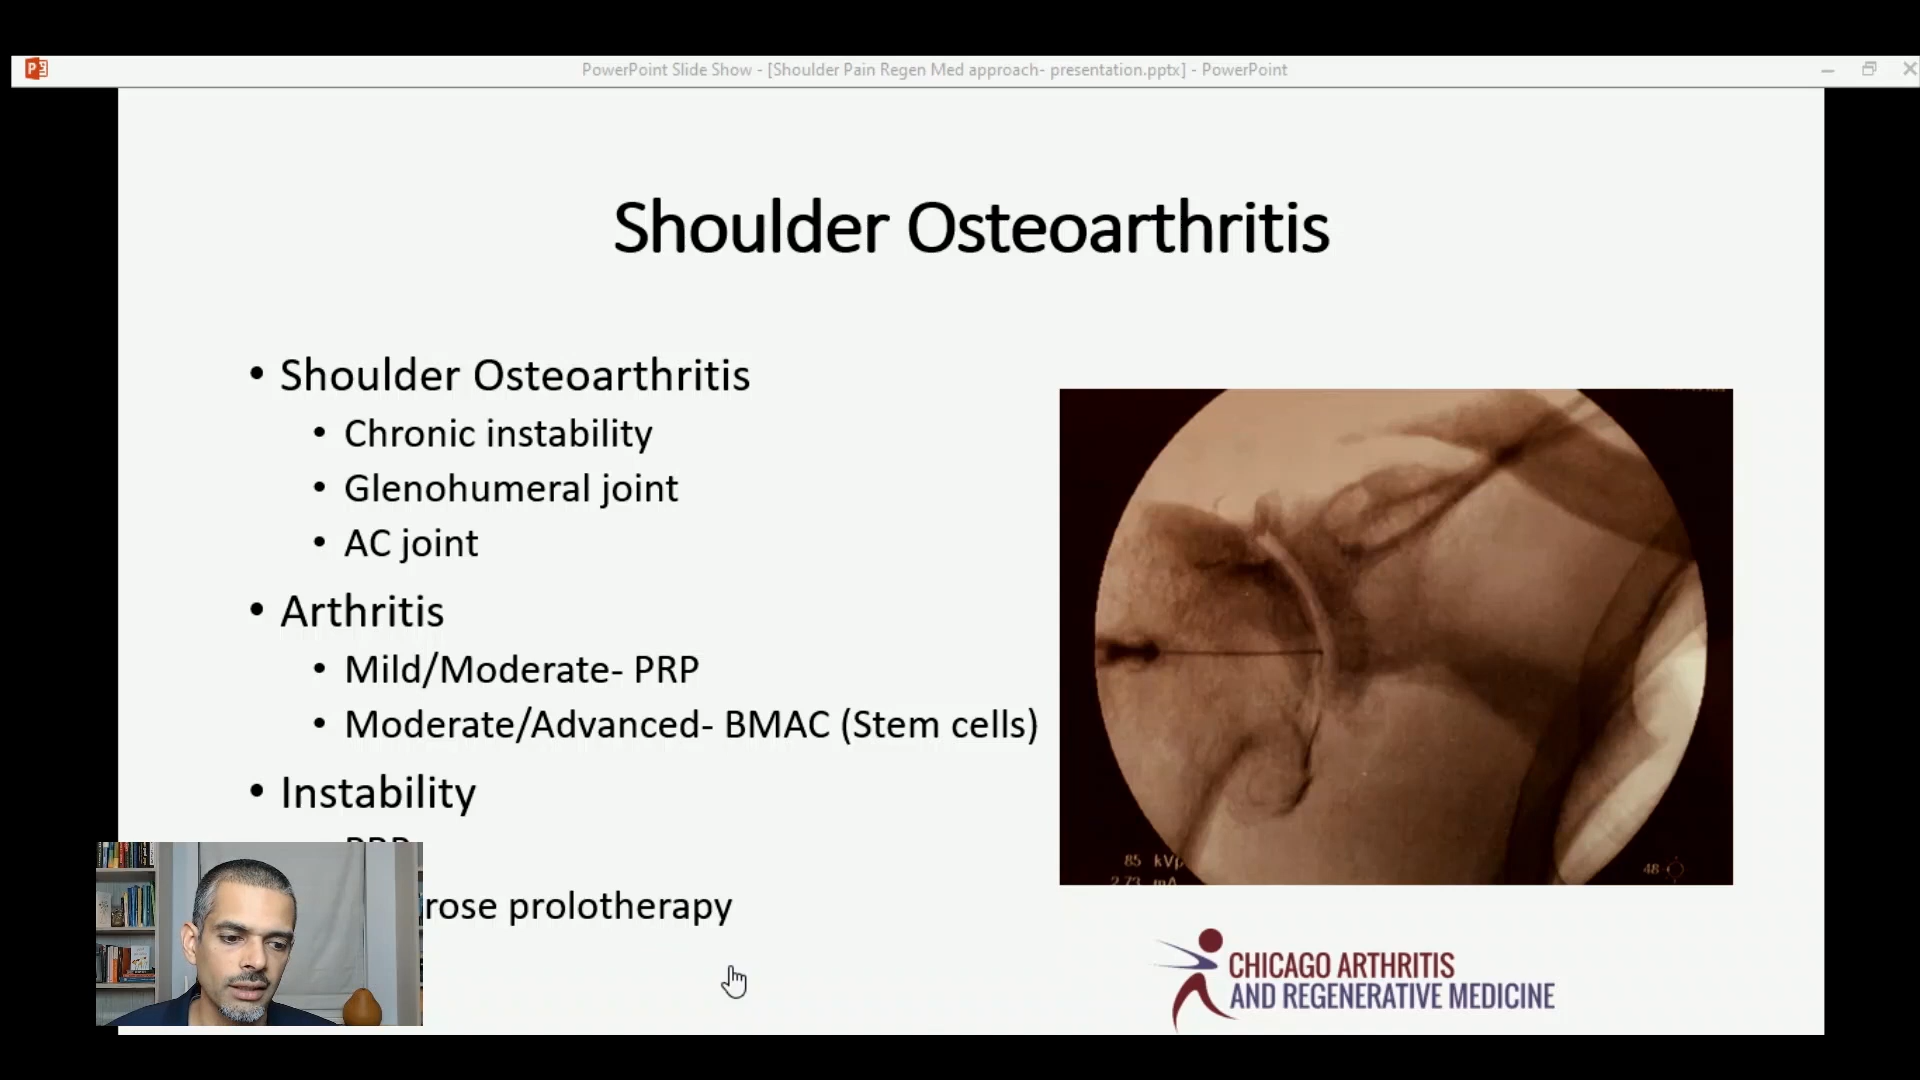 PowerPoint Slide Show - [Shoulder Pain Regen Med approach- presentation.pptx] - PowerPoint
Shoulder Osteoarthritis
• Shoulder Osteoarthritis
• Chronic instability
• Glenohumeral joint
• AC joint
• Arthritis
• Mild/Moderate- PRP
• Moderate/Advanced- BMAC (Stem cells)
• Instability
PRP
rose prolotherapy
85 kVp
2.73 mA
48
CHICAGO ARTHRITIS
AND REGENERATIVE MEDICINE